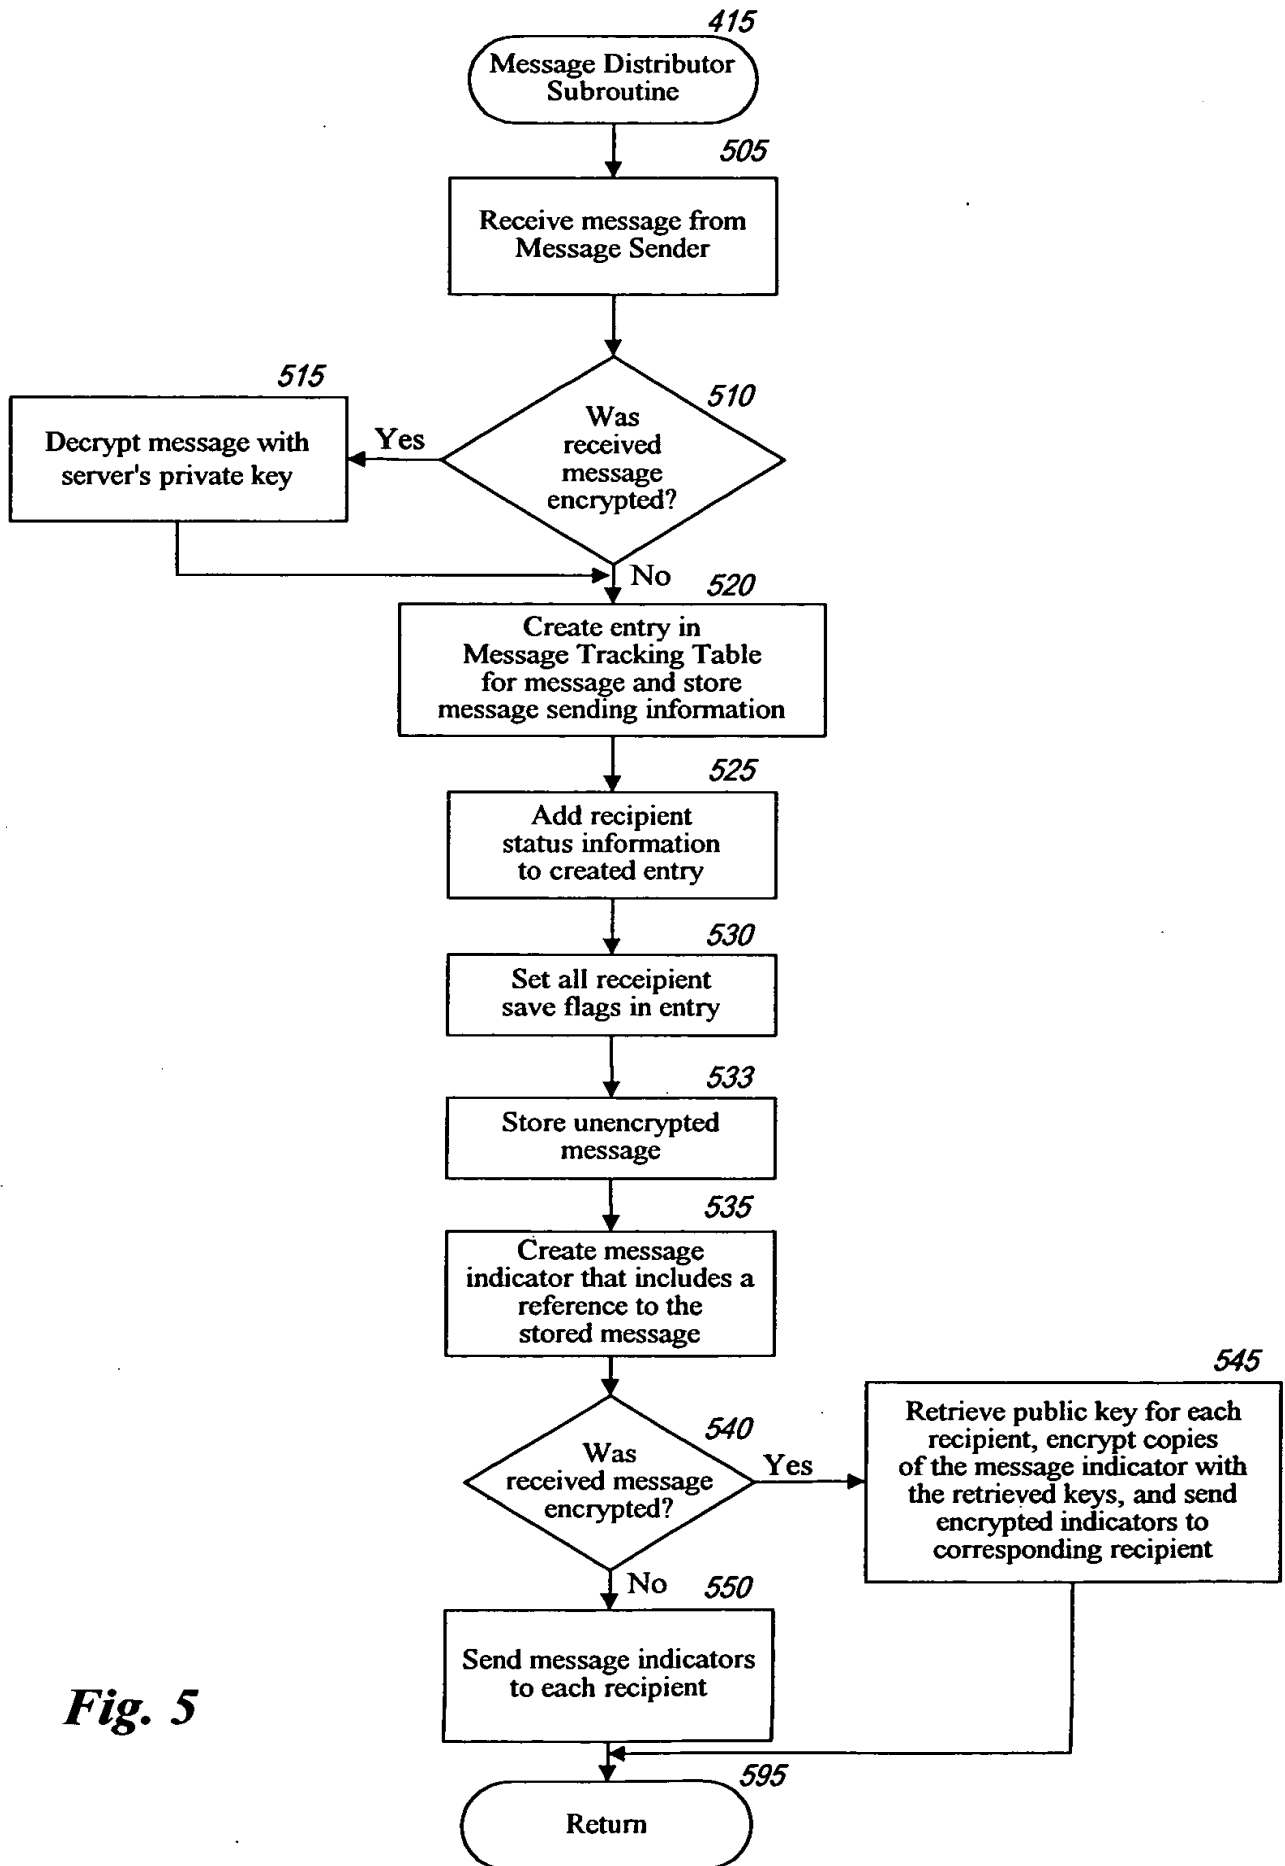 415
Message Distributor
Subroutine
505
Receive message from
Message Sender
515
Decrypt message with
server's private key
Yes
510
Was
received
message
encrypted?
No
520
Create entry in
Message Tracking Table
for message and store
message sending information
525
Add recipient
status information
to created entry
530
Set all receipient
save flags in entry
533
Store unencrypted
message
535
Create message
indicator that includes a
reference to the
stored message
540
Was
received message
encrypted?
Yes
545
Retrieve public key for each
recipient, encrypt copies
of the message indicator with
the retrieved keys, and send
encrypted indicators to
corresponding recipient
No
550
Send message indicators
to each recipient
595
Return
Fig. 5